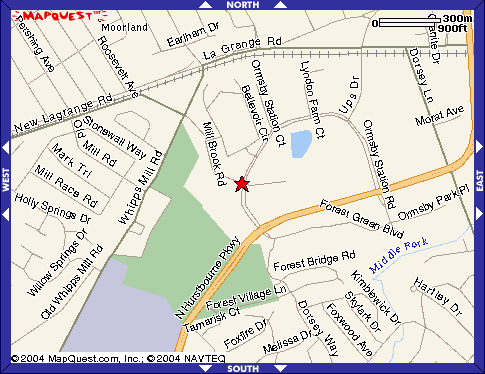 NORTH
MAPQUEST
Moorland
Pershing Ave
Roosevelt Ave
Earlham Dr
La Grange Rd
300m
900ft
Dorsey Ln
New Lagrange Rd
Ormsby Station Ct
Bellevoir Cir
Lyndon Farm Ct
Ups Dr
Morat Ave
Stonewall Way
Old Mill Rd
Mark Trl
Mill Race Rd
Holly Springs Dr
Whipps Mill Rd
Mill Brook Rd
Ormsby Station Rd
WEST
EAST
Willow Springs Dr
Old Whipps Mill Rd
N Hurstbourne Pkwy
Forest Green Blvd
Ormsby Park Pl
Middle Fork
Forest Bridge Rd
Forest Village Ln
Tamarisk Ct
Foxfire Dr
Melissa Dr
Dorsey Way
Foxwood Ave
Skylark Dr
Kimblewick Dr
Hartley Dr
©2004 MapQuest.com, Inc.; ©2004 NAVTEQ
SOUTH